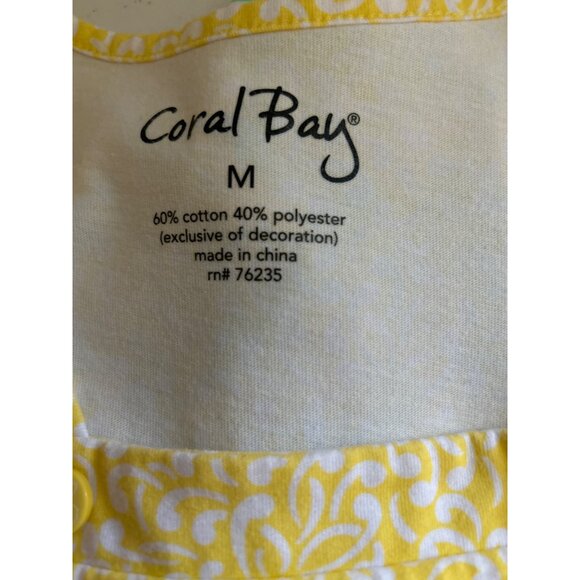 Coral Bay®
M
60% cotton 40% polyester
(exclusive of decoration)
made in china
rn# 76235